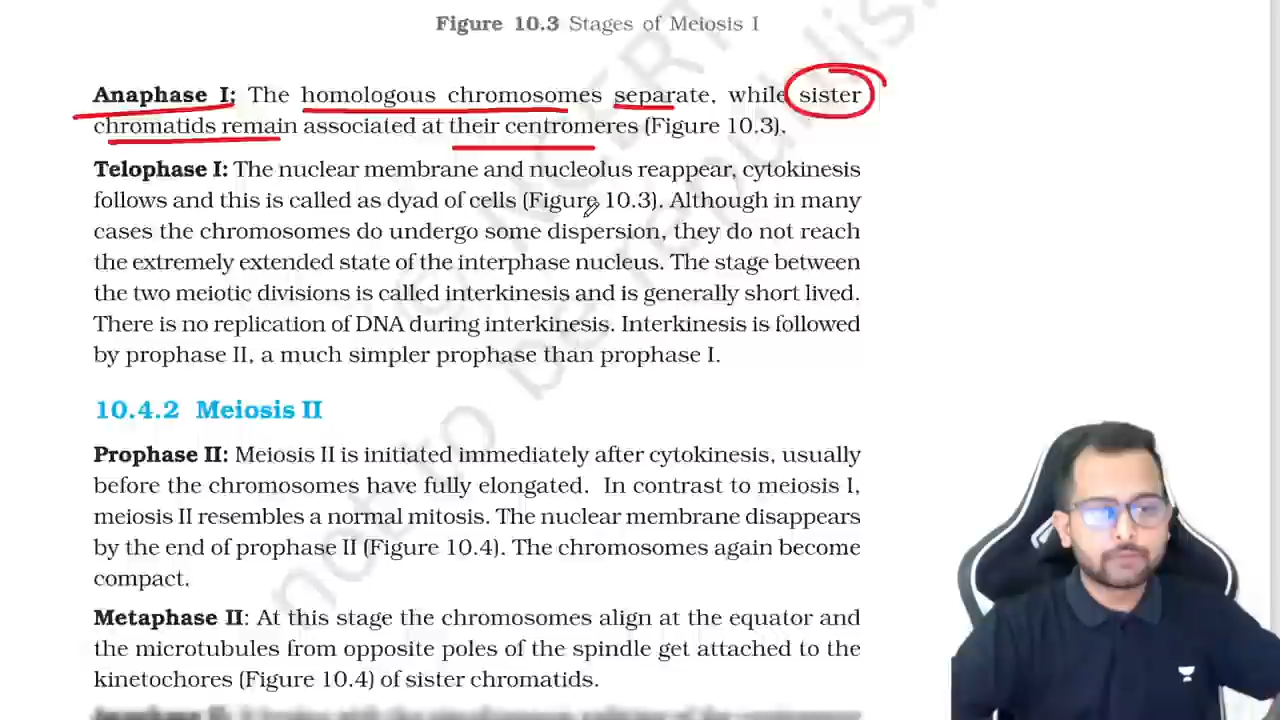 Figure 10.3 Stages of Meiosis I
Anaphase I: The homologous chromosomes separate, while sister
chromatids remain associated at their centromeres (Figure 10.3).
Telophase I: The nuclear membrane and nucleolus reappear, cytokinesis
follows and this is called as dyad of cells (Figure 10.3). Although in many
cases the chromosomes do undergo some dispersion, they do not reach
the extremely extended state of the interphase nucleus. The stage between
the two meiotic divisions is called interkinesis and is generally short lived.
There is no replication of DNA during interkinesis. Interkinesis is followed
by prophase II, a much simpler prophase than prophase I.
10.4.2 Meiosis II
Prophase II: Meiosis II is initiated immediately after cytokinesis, usually
before the chromosomes have fully elongated. In contrast to meiosis I,
meiosis II resembles a normal mitosis. The nuclear membrane disappears
by the end of prophase II (Figure 10.4). The chromosomes again become
compact.
Metaphase II: At this stage the chromosomes align at the equator and
the microtubules from opposite poles of the spindle get attached to the
kinetochores (Figure 10.4) of sister chromatids.
© NCERT
not to be republis